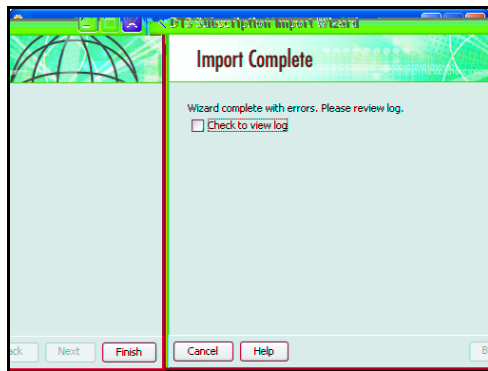 DTS Subscription Import Wizard
Import Complete
Wizard complete with errors. Please review log.
Check to view log
Next
Finish
Cancel
Help